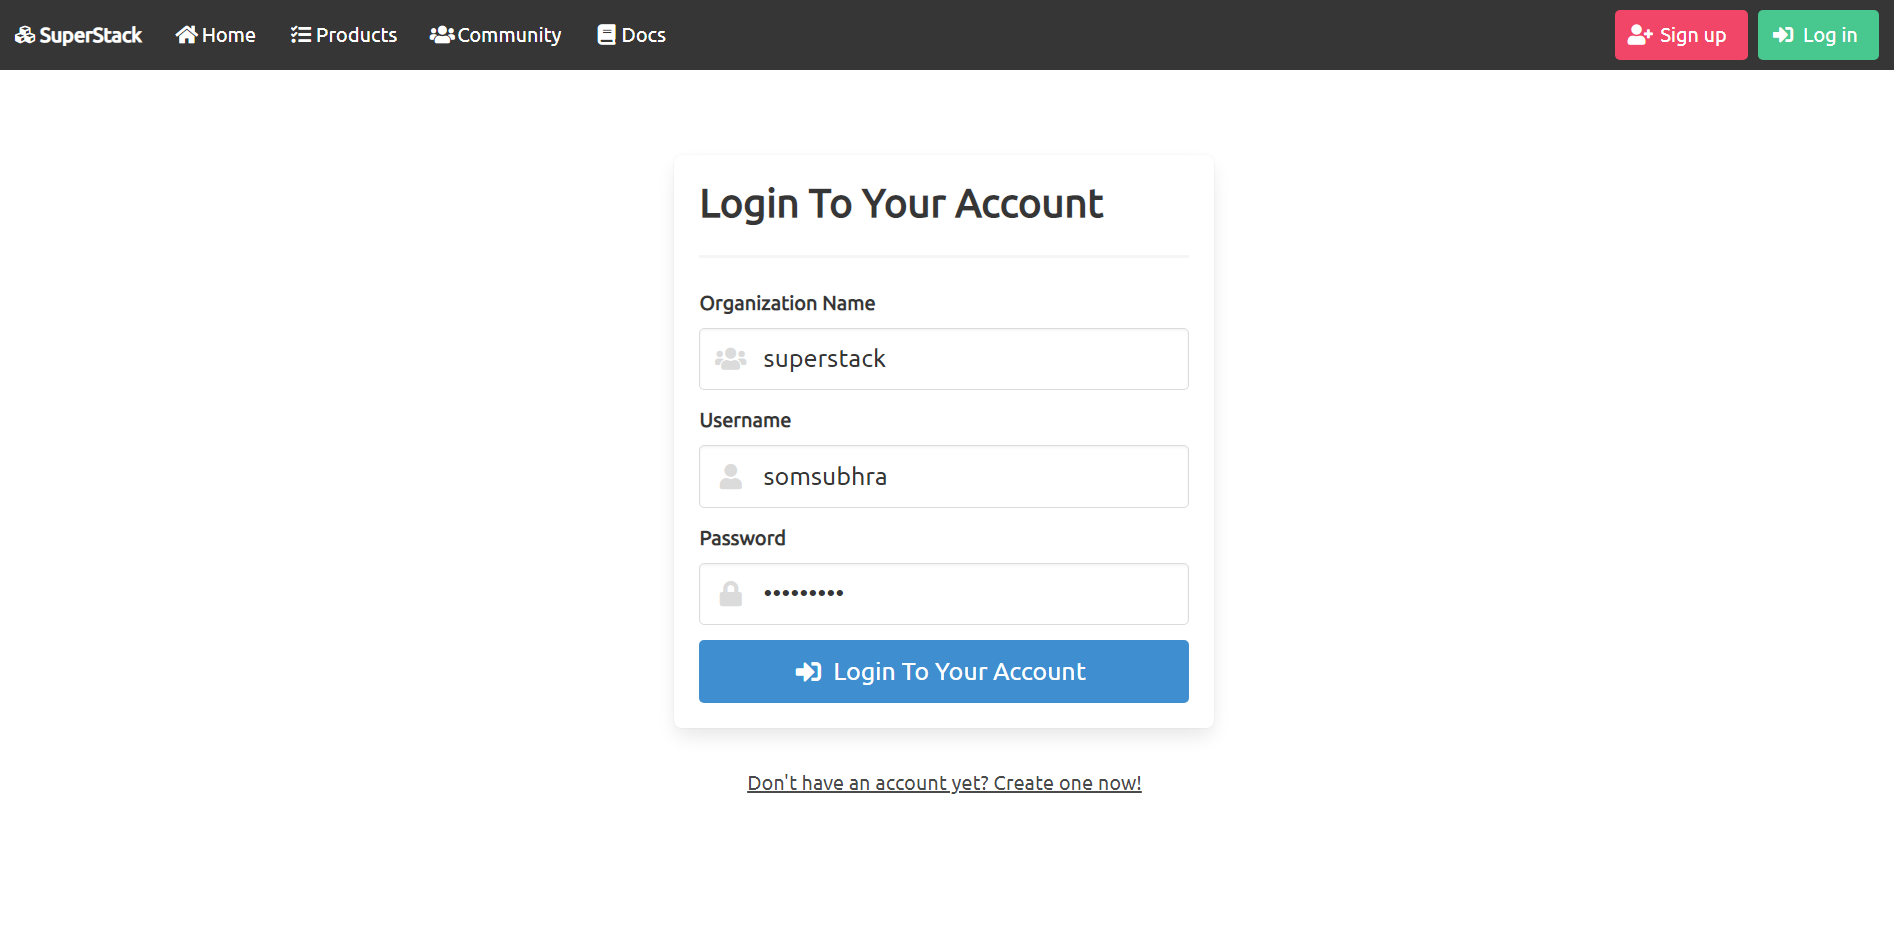 SuperStack Home Products Community Docs Sign up Log in
Login To Your Account
Organization Name
superstack
Username
somsubhra
Password
•••••••••
Login To Your Account
Don't have an account yet? Create one now!